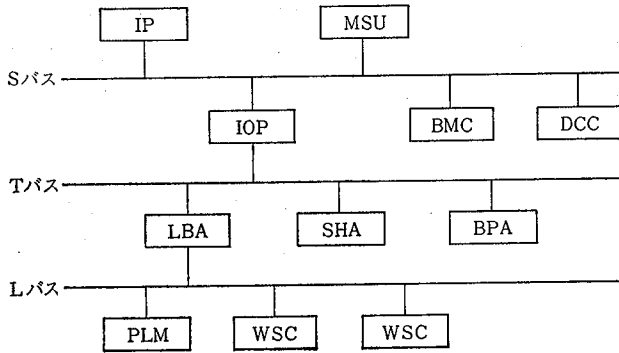 IP MSU
Sバス
IOP BMC DCC
Tバス
LBA SHA BPA
Lバス
PLM WSC WSC